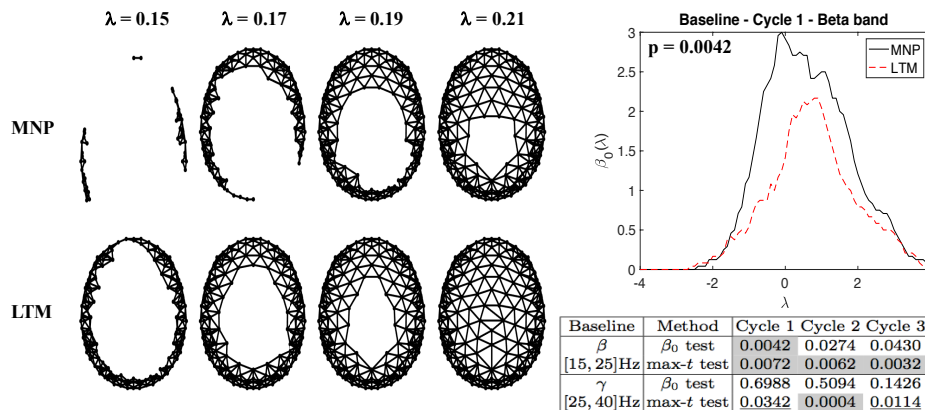 λ = 0.15 λ = 0.17 λ = 0.19 λ = 0.21
MNP
LTM
Baseline - Cycle 1 - Beta band
p = 0.0042
MNP
LTM
3
2.5
2
1.5
1
0.5
0
β0(λ)
-4 -2 0 2
λ
Baseline Method Cycle 1 Cycle 2 Cycle 3
β β0 test 0.0042 0.0274 0.0430
[15, 25]Hz max-t test 0.0072 0.0062 0.0032
γ β0 test 0.6988 0.5094 0.1426
[25, 40]Hz max-t test 0.0342 0.0004 0.0114